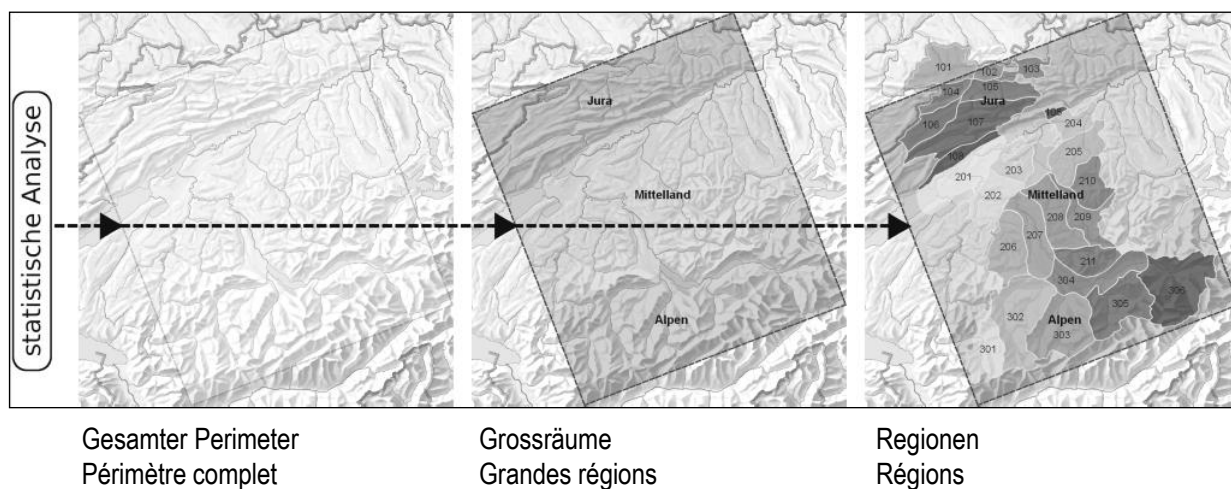 statistische Analyse
Jura
Mittelland
Alpen
101
102
103
104
105
Jura
106
107
108
109
204
205
201
203
210
202
Mittelland
208
209
206
207
211
304
306
302
305
Alpen
303
301
Gesamter Perimeter
Périmètre complet
Grossräume
Grandes régions
Regionen
Régions